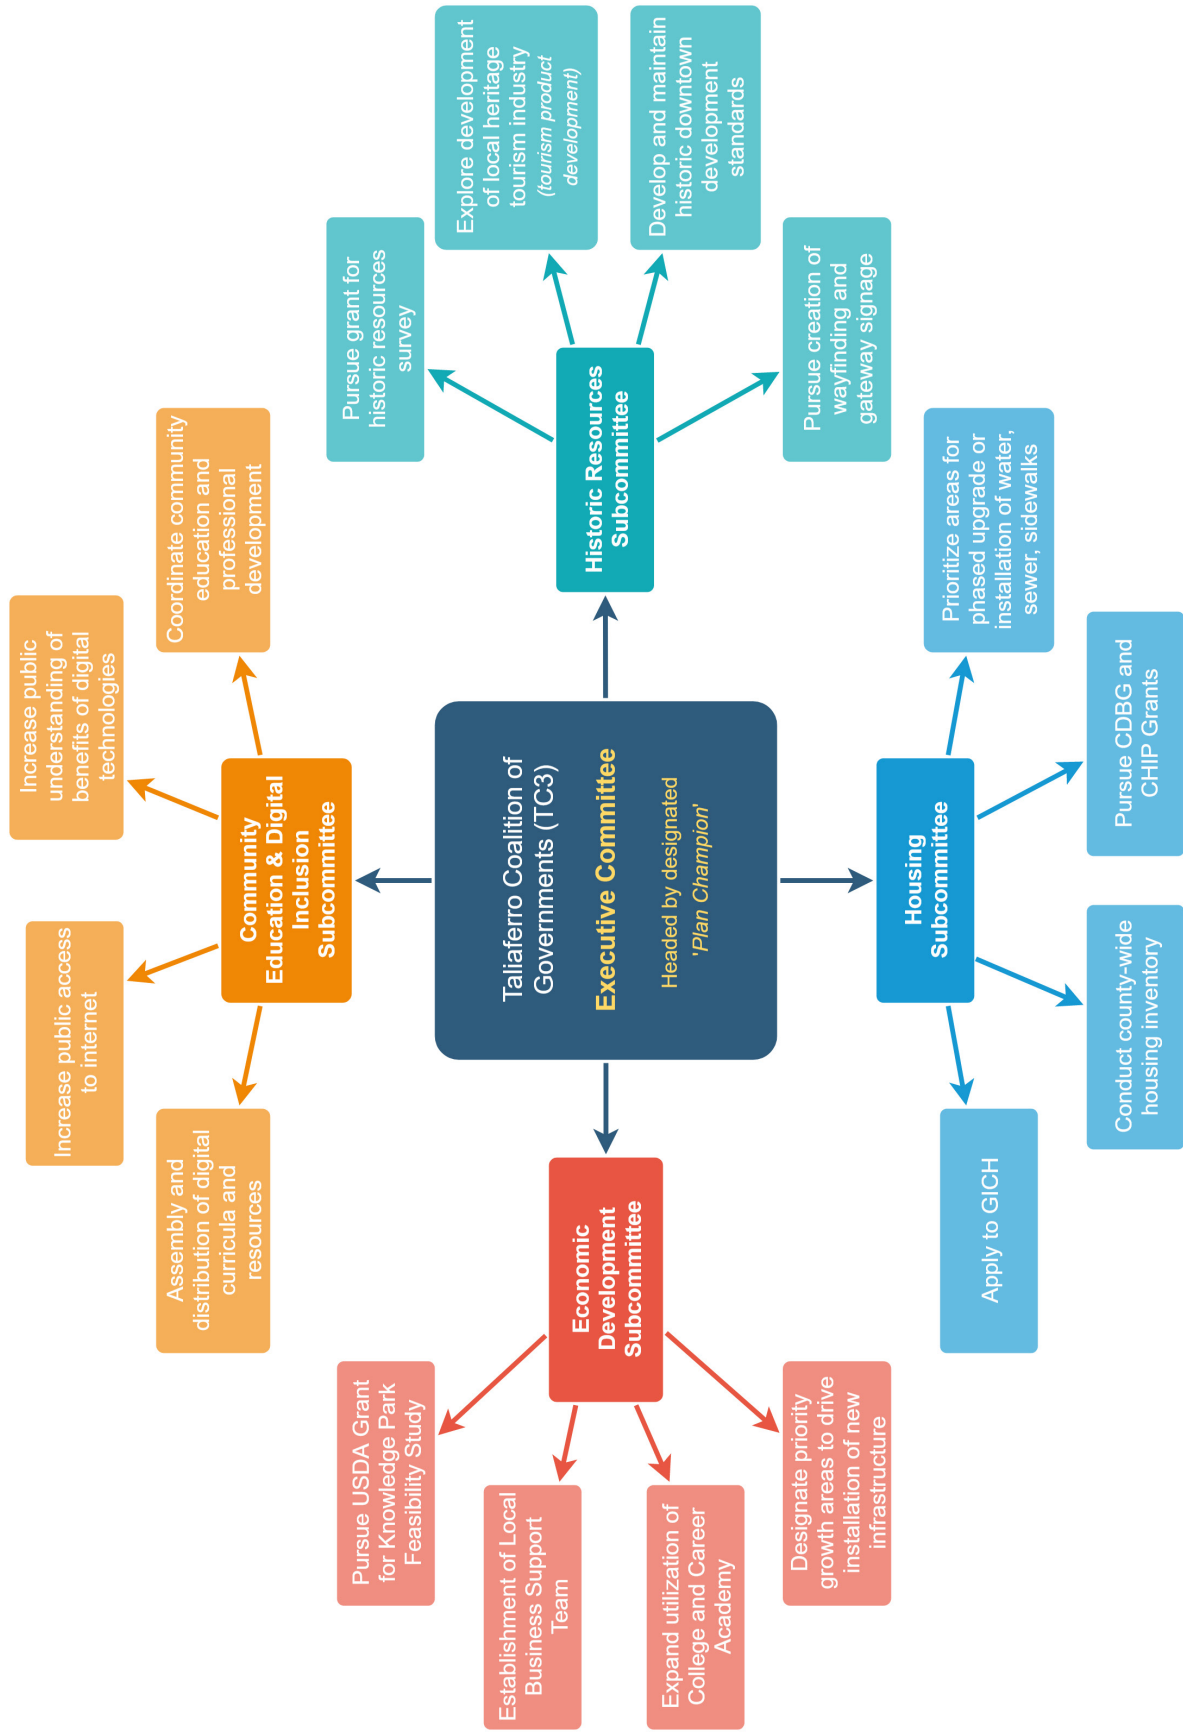 Taliaferro Coalition of
Governments (TC3)
Executive Committee
Headed by designated
'Plan Champion'
Community
Education & Digital
Inclusion
Subcommittee
Assembly and
distribution of digital
curricula and
resources
Increase public access
to internet
Increase public
understanding of
benefits of digital
technologies
Coordinate community
education and
professional
development
Historic Resources
Subcommittee
Pursue grant for
historic resources
survey
Explore development
of local heritage
tourism industry
(tourism product
development)
Develop and maintain
historic downtown
development
standards
Pursue creation of
wayfinding and
gateway signage
Housing
Subcommittee
Prioritize areas for
phased upgrade or
installation of water,
sewer, sidewalks
Pursue CDBG and
CHIP Grants
Conduct county-wide
housing inventory
Apply to GICH
Economic
Development
Subcommittee
Pursue USDA Grant
for Knowledge Park
Feasibility Study
Establishment of Local
Business Support
Team
Expand utilization of
College and Career
Academy
Designate priority
growth areas to drive
installation of new
infrastructure